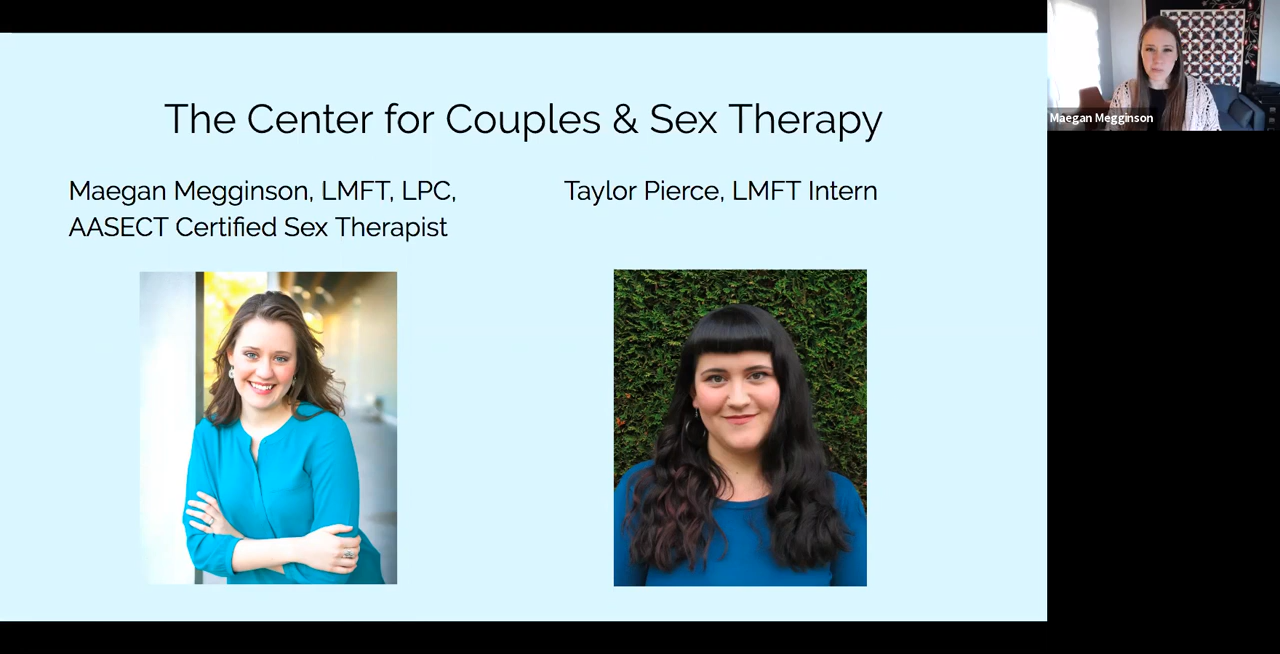 The Center for Couples & Sex Therapy
Maegan Megginson, LMFT, LPC,
AASECT Certified Sex Therapist
Taylor Pierce, LMFT Intern
Maegan Megginson